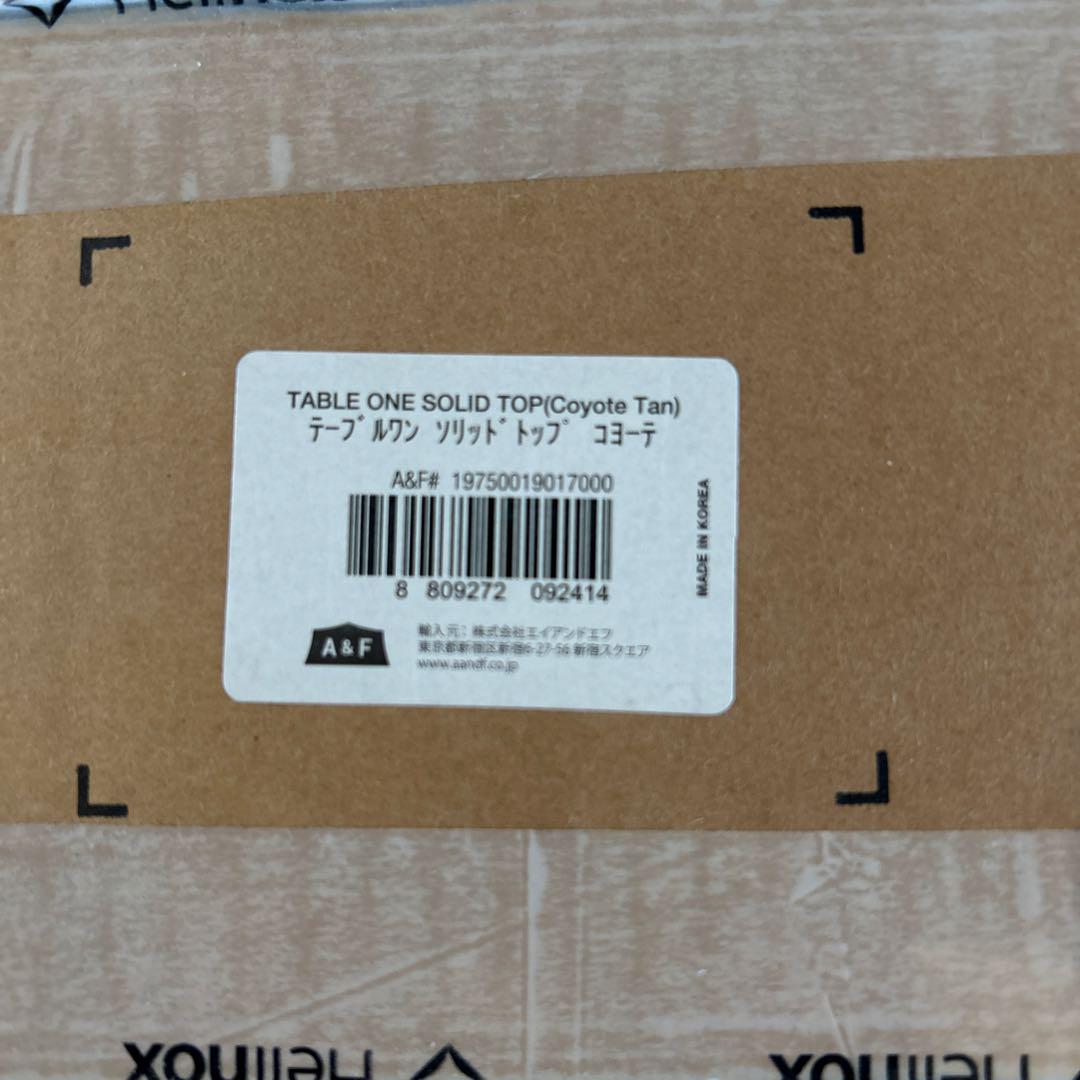 Helinox
TABLE ONE SOLID TOP(Coyote Tan)
ﾃｰﾌﾞﾙﾜﾝ ｿﾘｯﾄﾞﾄｯﾌﾟ ｺﾖｰﾃ
A&F# 19750019017000
8 809272 092414
MADE IN KOREA
A&F
輸入元：株式会社エイアンドエフ
東京都新宿区新宿6-27-56 新宿スクエア
www.aandf.co.jp
Helinox
Helinox